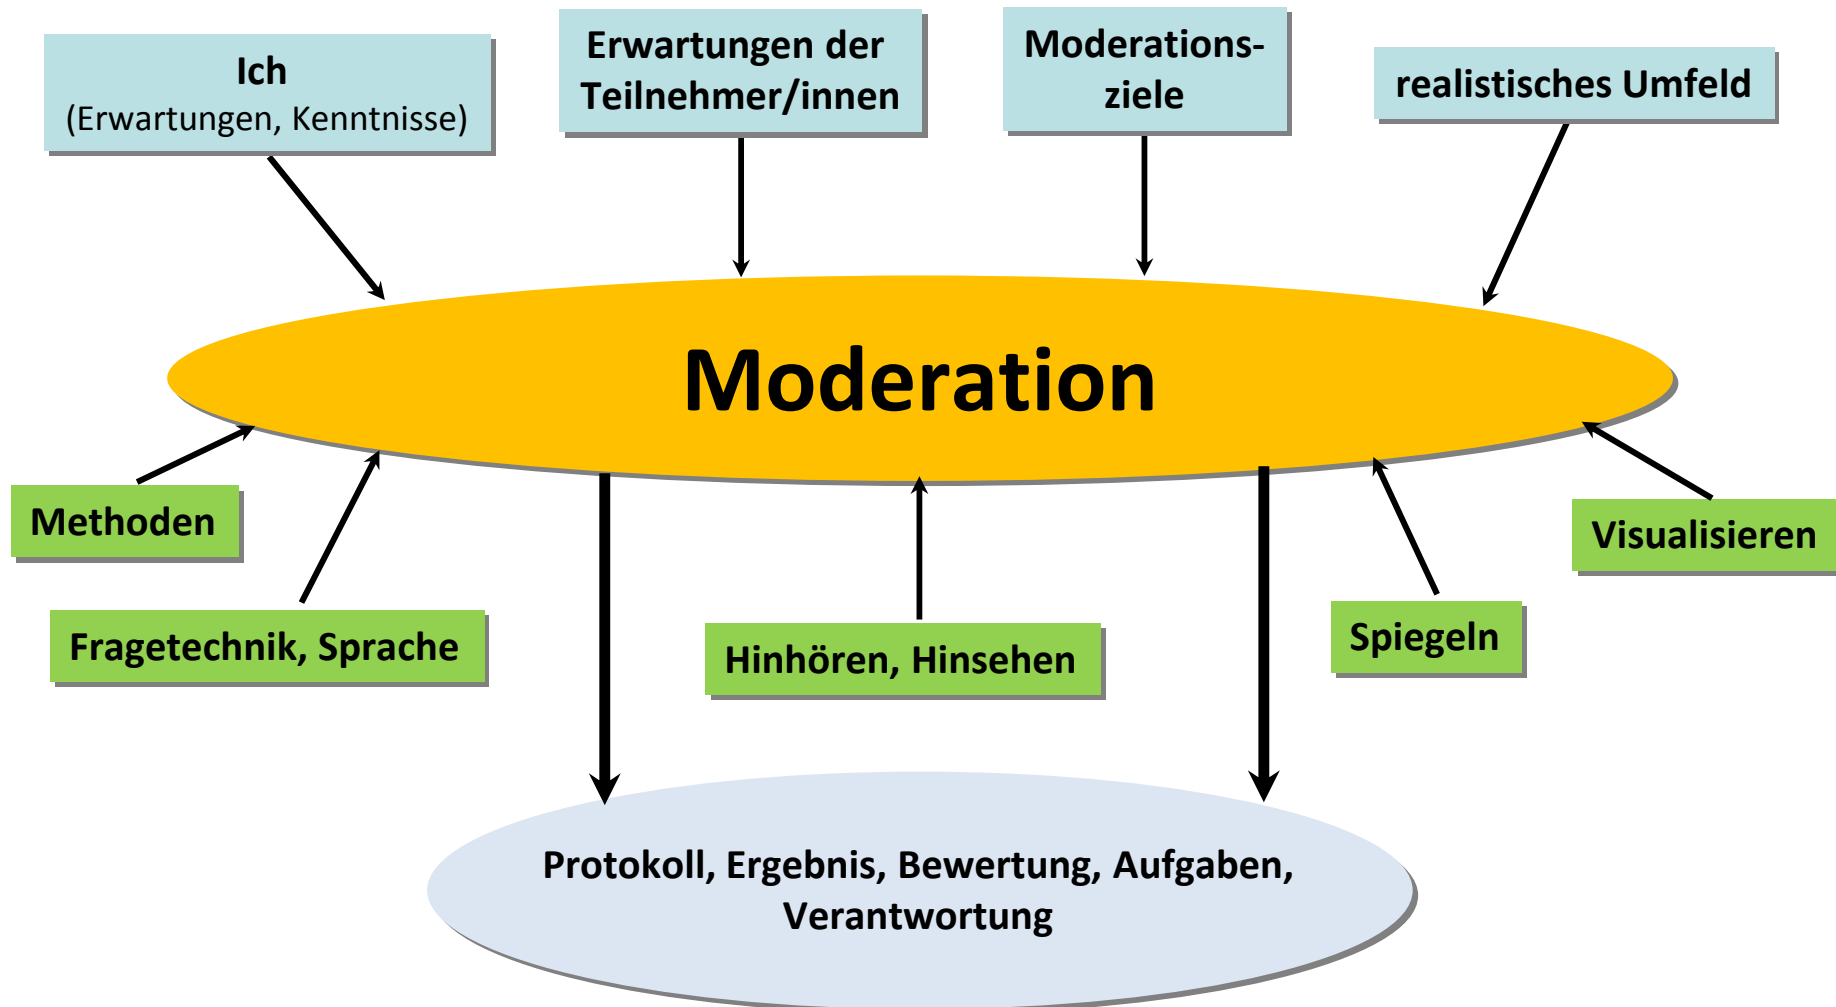 Ich
(Erwartungen, Kenntnisse)
Erwartungen der
Teilnehmer/innen
Moderations-
ziele
realistisches Umfeld
Moderation
Methoden
Fragetechnik, Sprache
Hinhören, Hinsehen
Spiegeln
Visualisieren
Protokoll, Ergebnis, Bewertung, Aufgaben,
Verantwortung